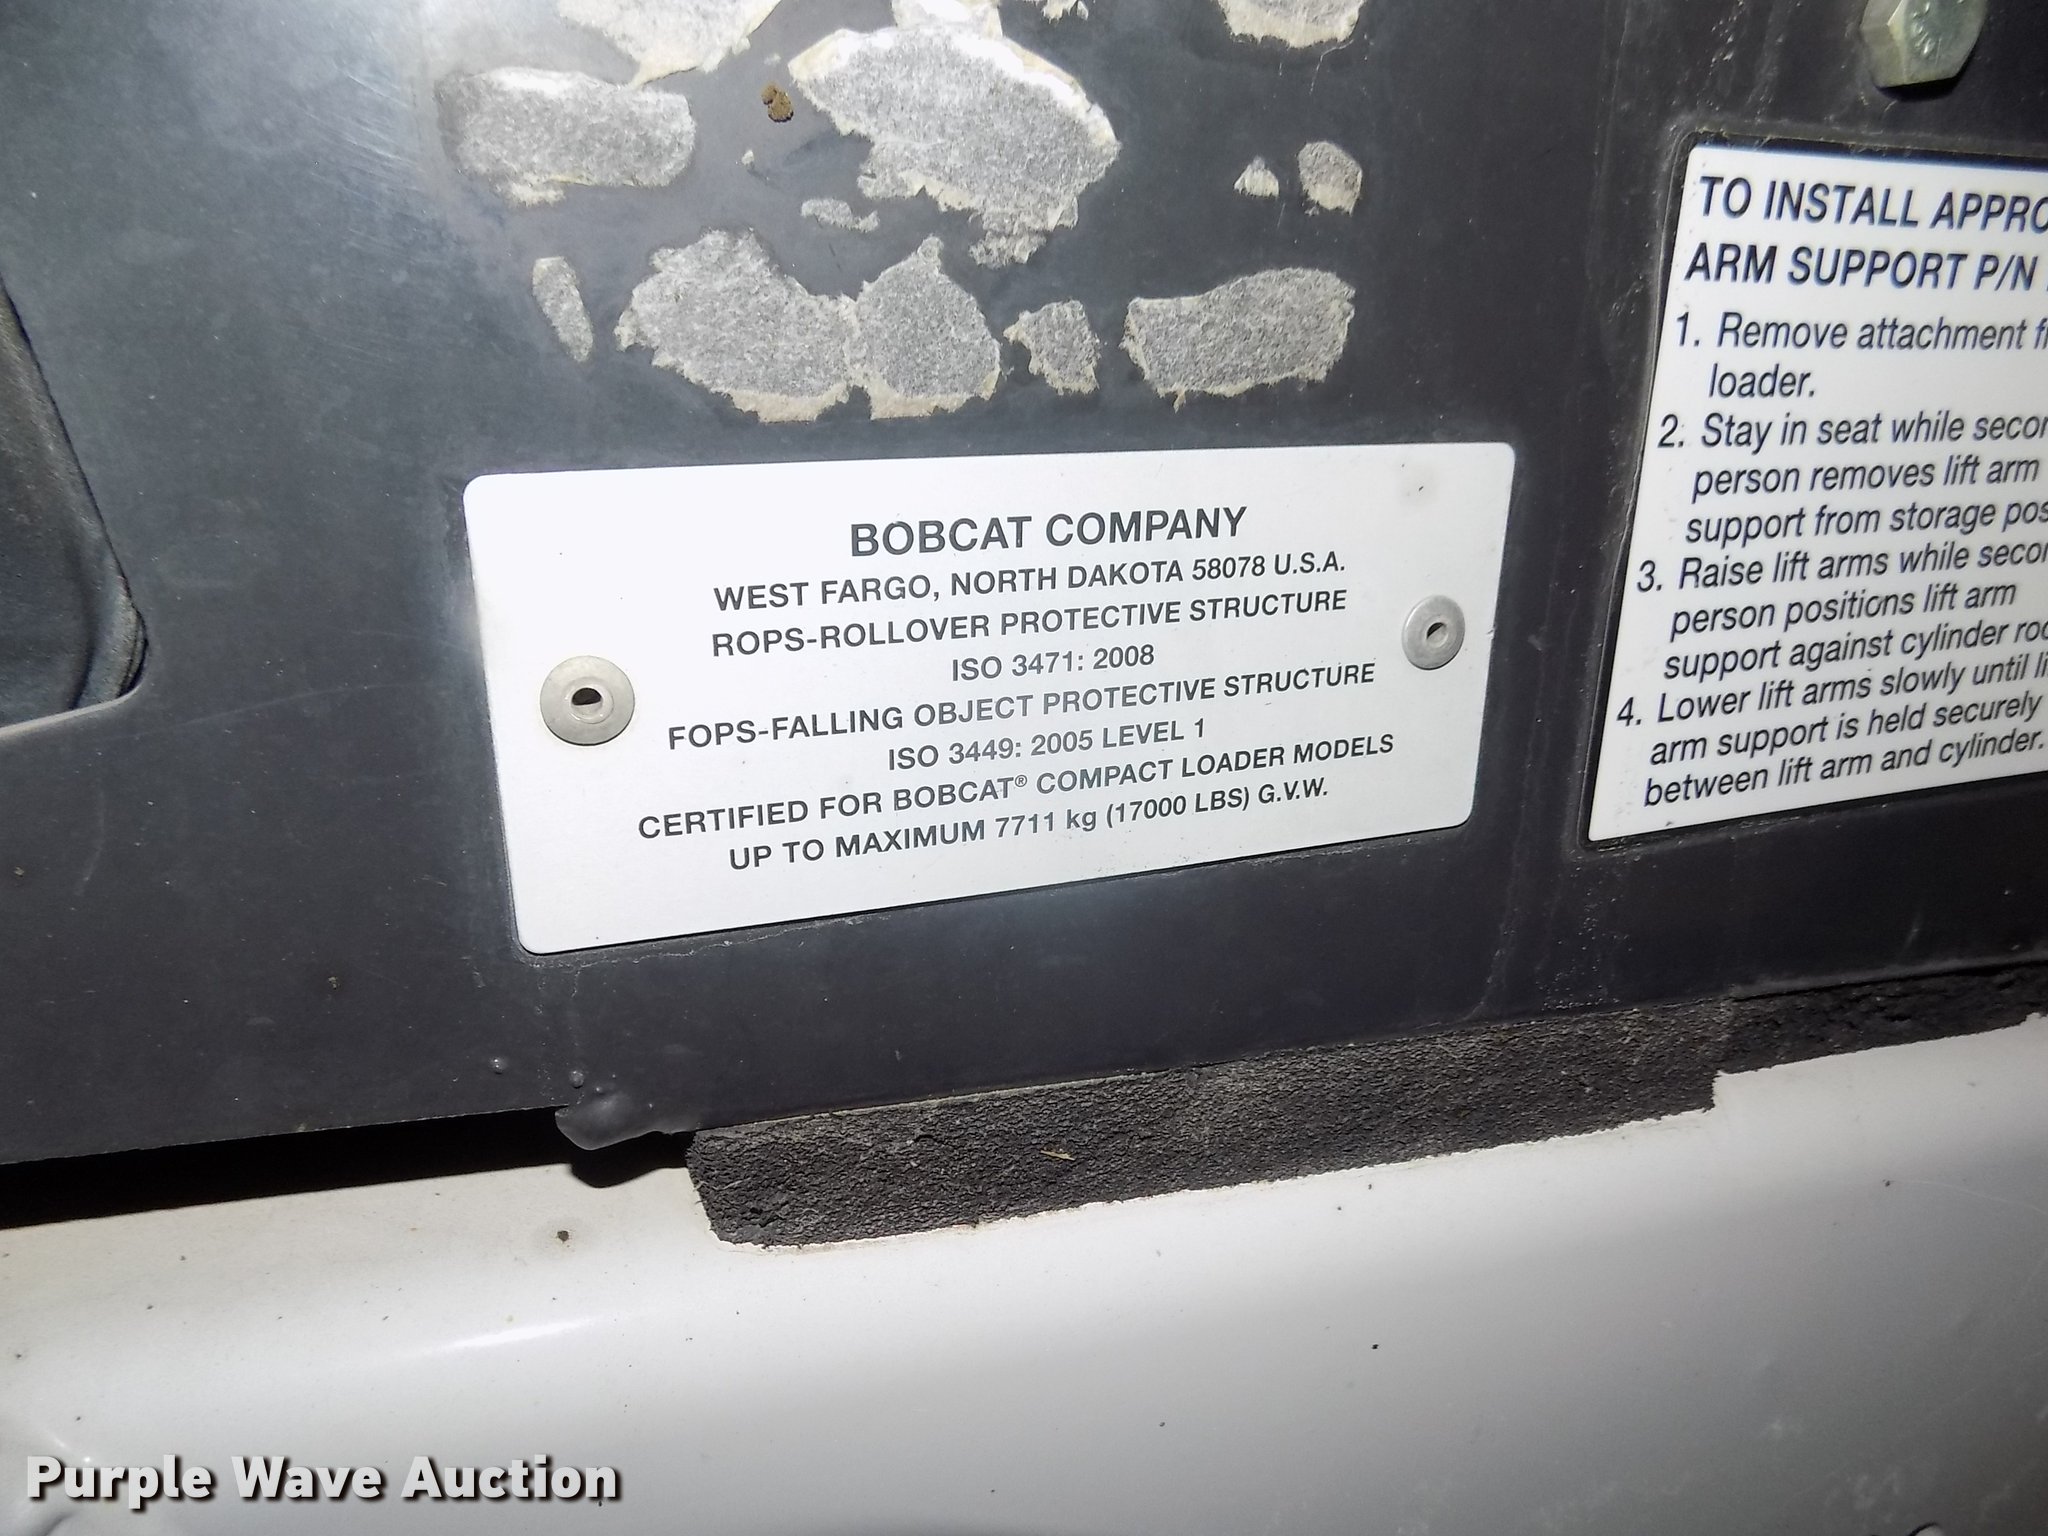 BOBCAT COMPANY
WEST FARGO, NORTH DAKOTA 58078 U.S.A.
ROPS-ROLLOVER PROTECTIVE STRUCTURE
ISO 3471: 2008
FOPS-FALLING OBJECT PROTECTIVE STRUCTURE
ISO 3449: 2005 LEVEL 1
CERTIFIED FOR BOBCAT® COMPACT LOADER MODELS
UP TO MAXIMUM 7711 kg (17000 LBS) G.V.W.
TO INSTALL
ARM SUPPORT P/N
1. Remove attachment
loader.
2. Stay in seat while
person removes lift arm
support from storage
3. Raise lift arms while
person positions lift arm
support against cylinder
4. Lower lift arms slowly until
arm support is held securely
between lift arm and cylinder.
Purple Wave Auction